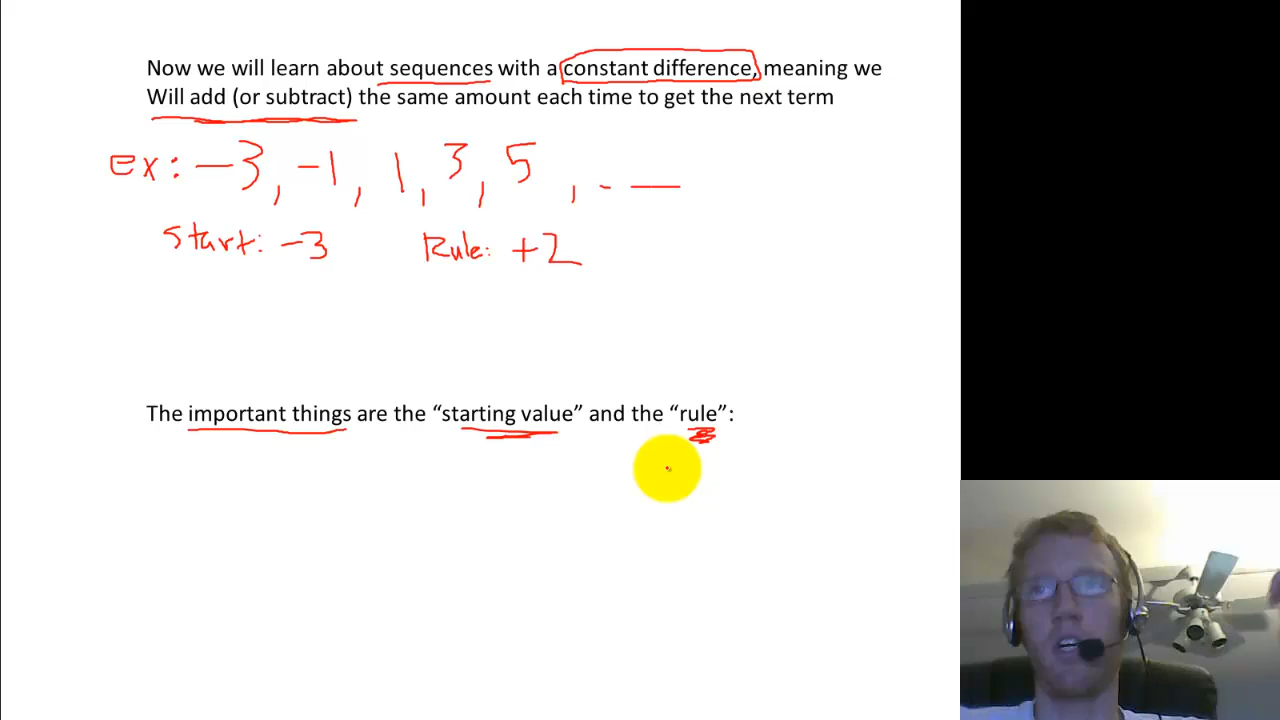 Now we will learn about sequences with a constant difference, meaning we
Will add (or subtract) the same amount each time to get the next term
ex: -3, -1, 1, 3, 5, . __
Start: -3 Rule: +2
The important things are the “starting value” and the “rule”: